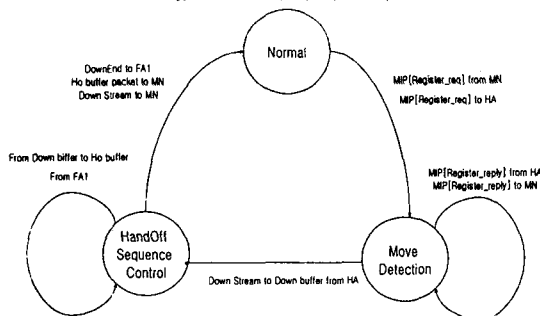 Normal
DownEnd to FA1
Ho buffer packet to MN
Down Stream to MN
MIP[Register_req] from MN
MIP[Register_req] to HA
From Down biffer to Ho buffer
From FA1
MIP[Register_reply] from HA
MIP[Register_reply] to MN
HandOff
Sequence
Control
Move
Detection
Down Stream to Down buffer from HA